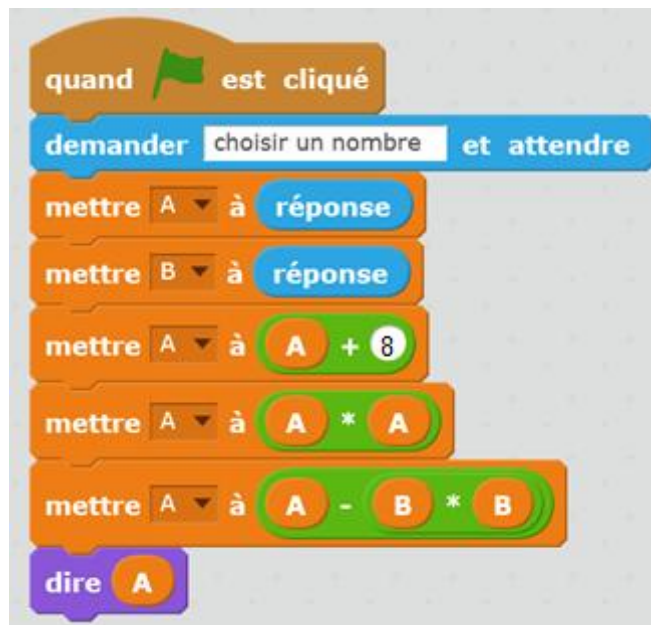 quand est cliqué
demander choisir un nombre et attendre
mettre A à réponse
mettre B à réponse
mettre A à A + 8
mettre A à A * A
mettre A à A - B * B
dire A